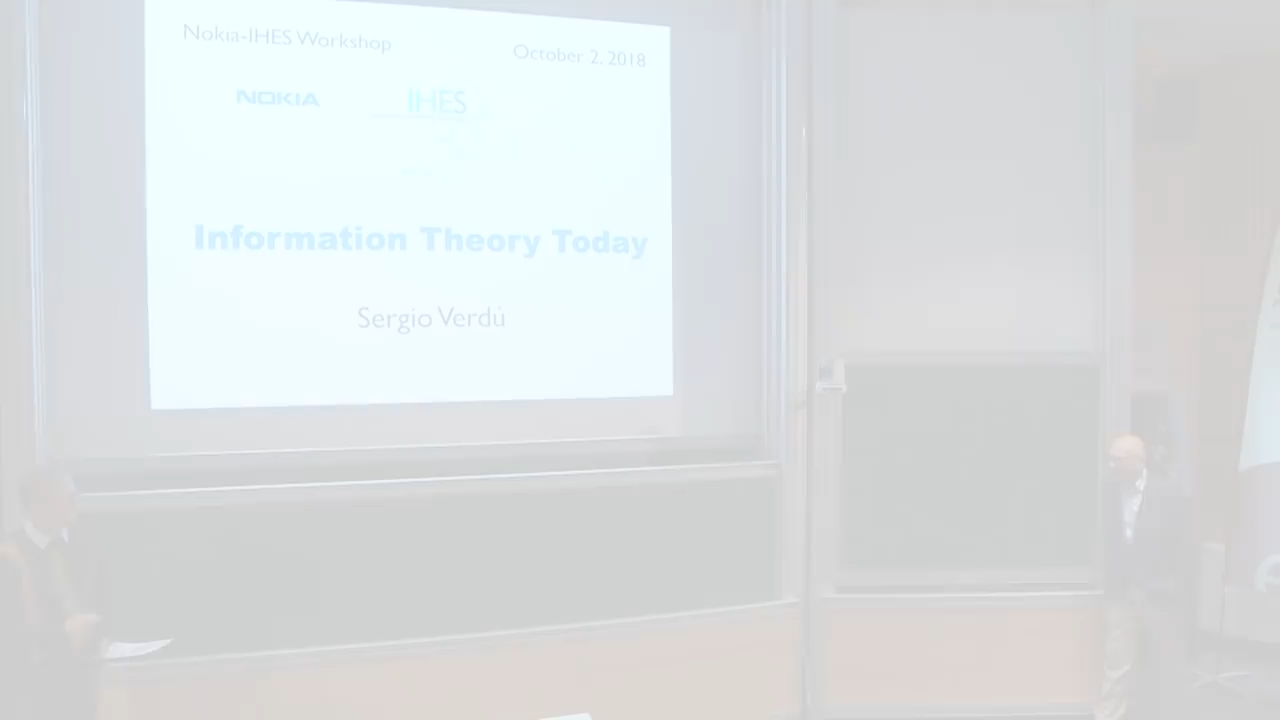 Nokia-IHES Workshop
October 2, 2018
NOKIA
IHES
Information Theory Today
Sergio Verdú